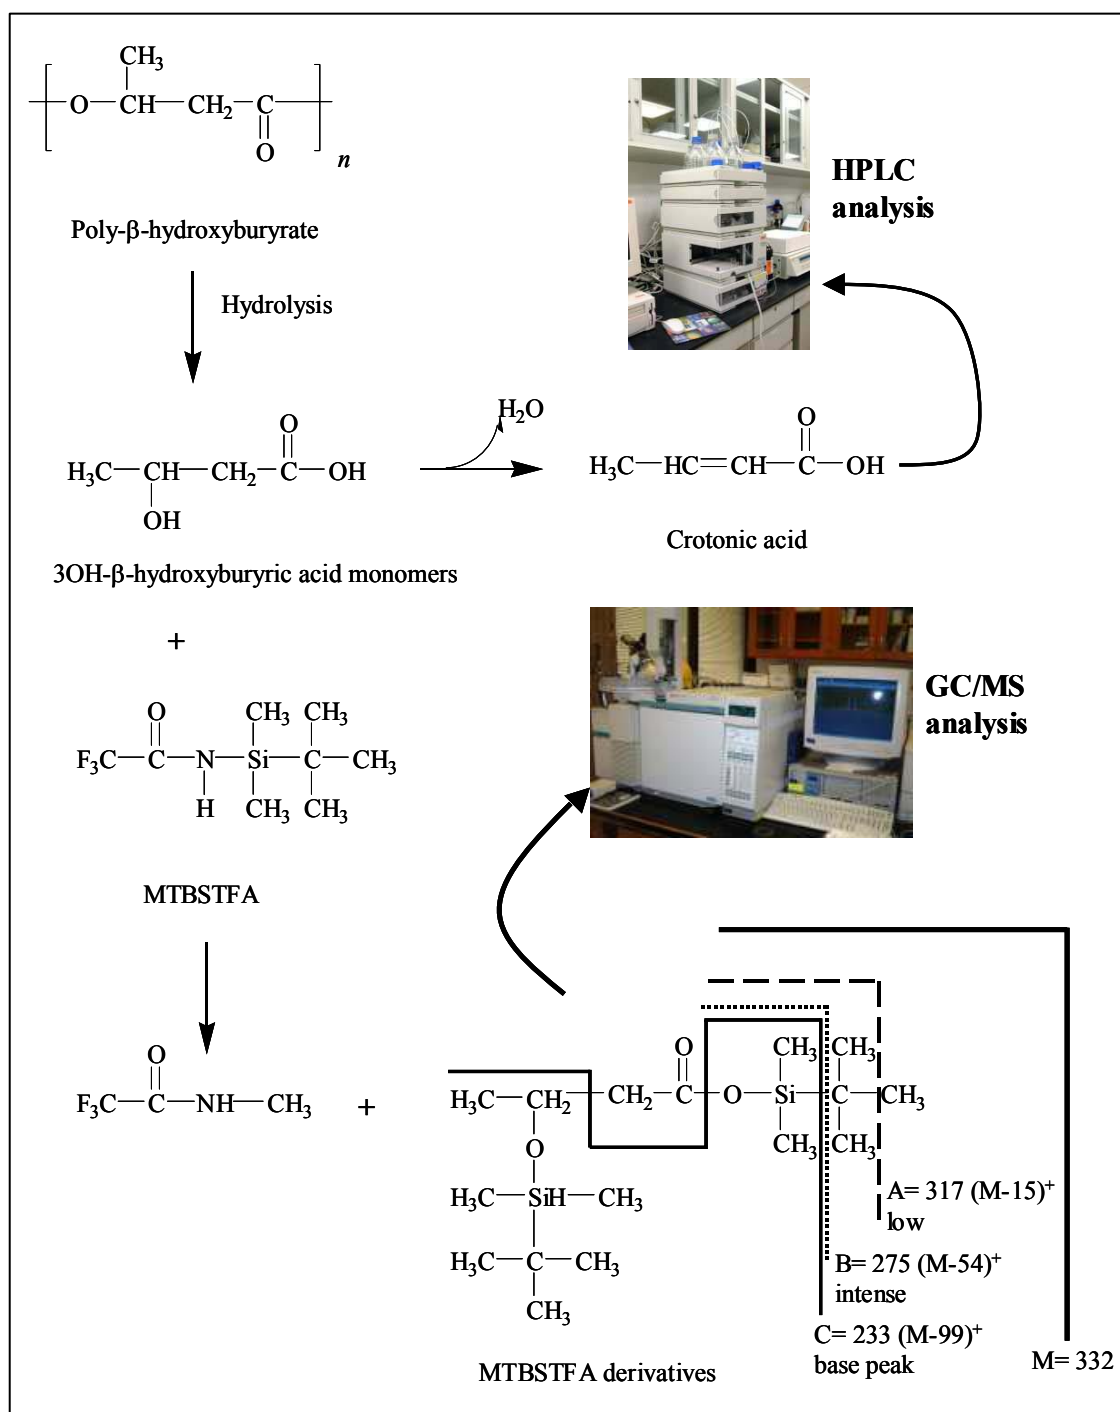 CH3
O—CH—CH2—C
O
n
Poly-β-hydroxyburyrate
Hydrolysis
HPLC
analysis
O
H3C—CH—CH2—C—OH
OH
3OH-β-hydroxyburyric acid monomers
H2O
O
H3C—HC=CH—C—OH
Crotonic acid
+
O CH3 CH3
F3C—C—N—Si—C—CH3
H CH3 CH3
MTBSTFA
GC/MS
analysis
O
F3C—C—NH—CH3
+
O CH3 CH3
H3C—CH2—CH2—C—O—Si—C—CH3
O CH3 CH3
H3C—SiH—CH3
H3C—C—CH3
CH3
MTBSTFA derivatives
A= 317 (M-15)+
low
B= 275 (M-54)+
intense
C= 233 (M-99)+
base peak
M= 332